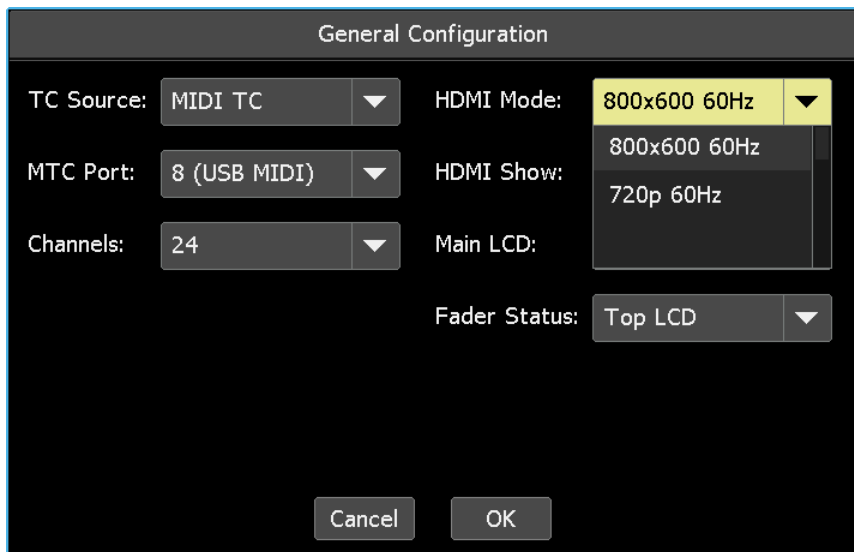 General Configuration
TC Source: MIDI TC
HDMI Mode: 800x600 60Hz
800x600 60Hz
720p 60Hz
MTC Port: 8 (USB MIDI)
HDMI Show:
Channels: 24
Main LCD:
Fader Status: Top LCD
Cancel
OK